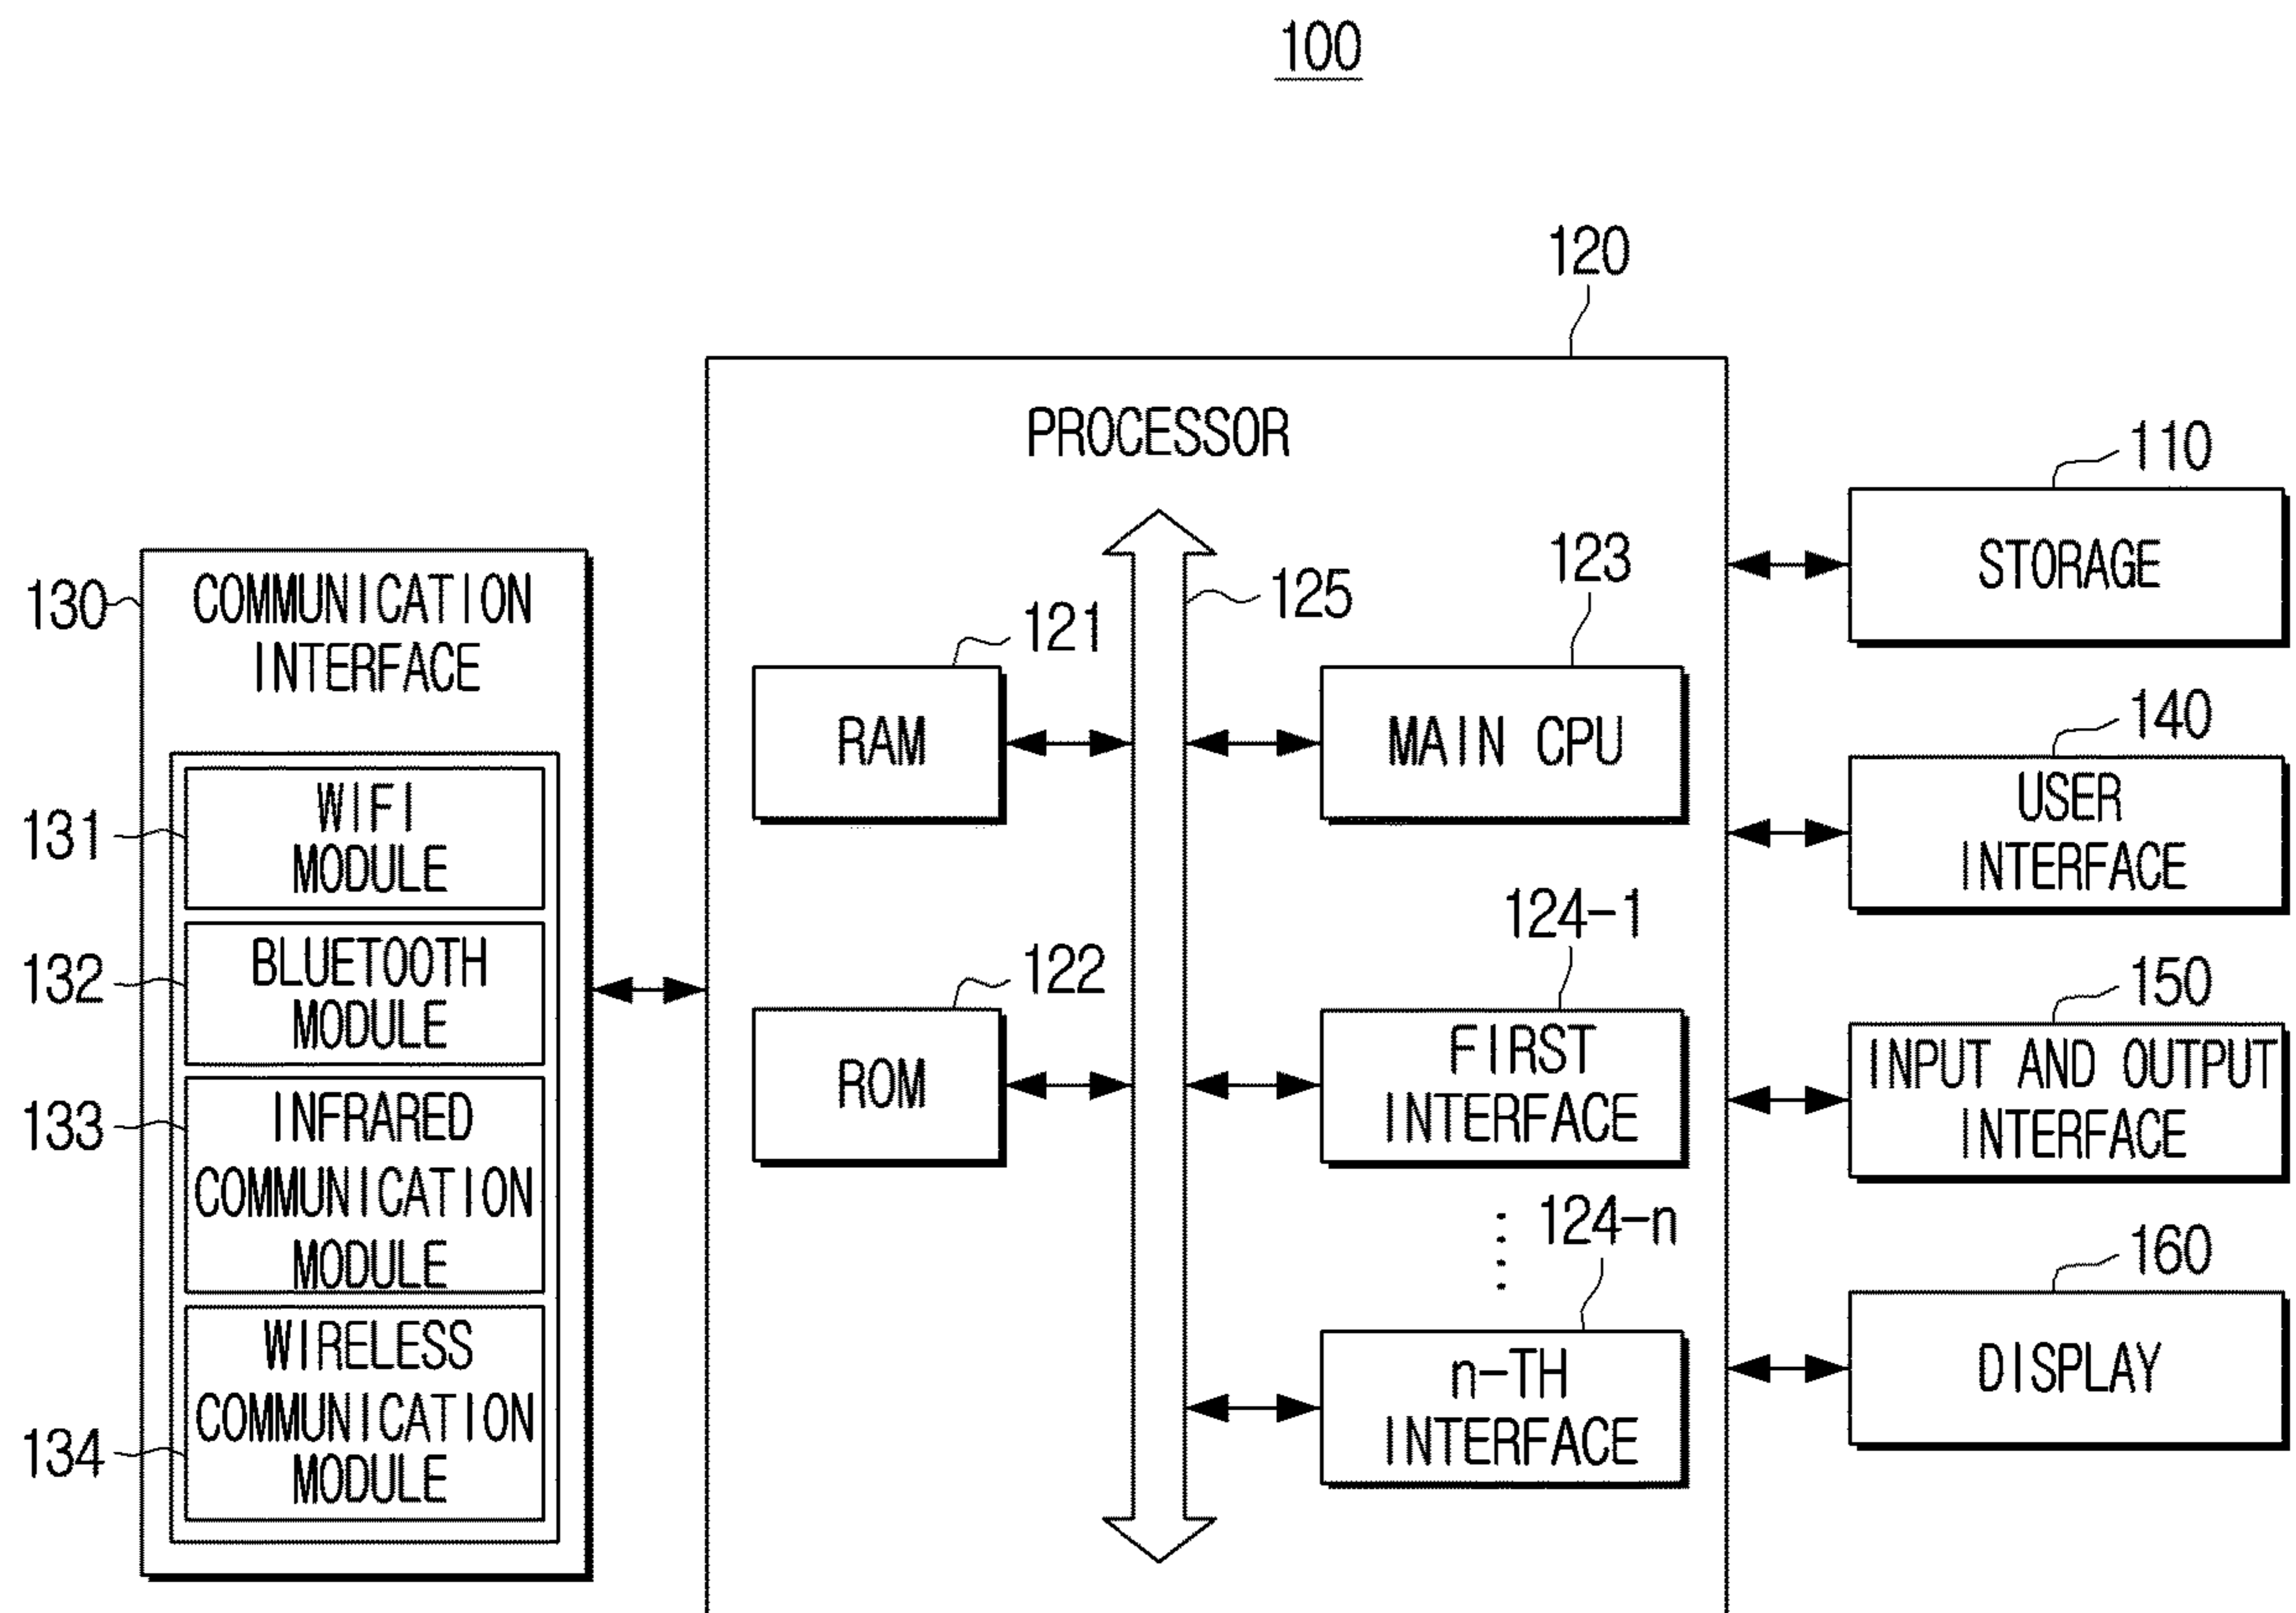 100
120
PROCESSOR
110
STORAGE
130
COMMUNICATION
INTERFACE
131
WIFI
MODULE
132
BLUETOOTH
MODULE
133
INFRARED
COMMUNICATION
MODULE
134
WIRELESS
COMMUNICATION
MODULE
121
RAM
122
ROM
125
123
MAIN CPU
124-1
FIRST
INTERFACE
124-n
n-TH
INTERFACE
140
USER
INTERFACE
150
INPUT AND OUTPUT
INTERFACE
160
DISPLAY